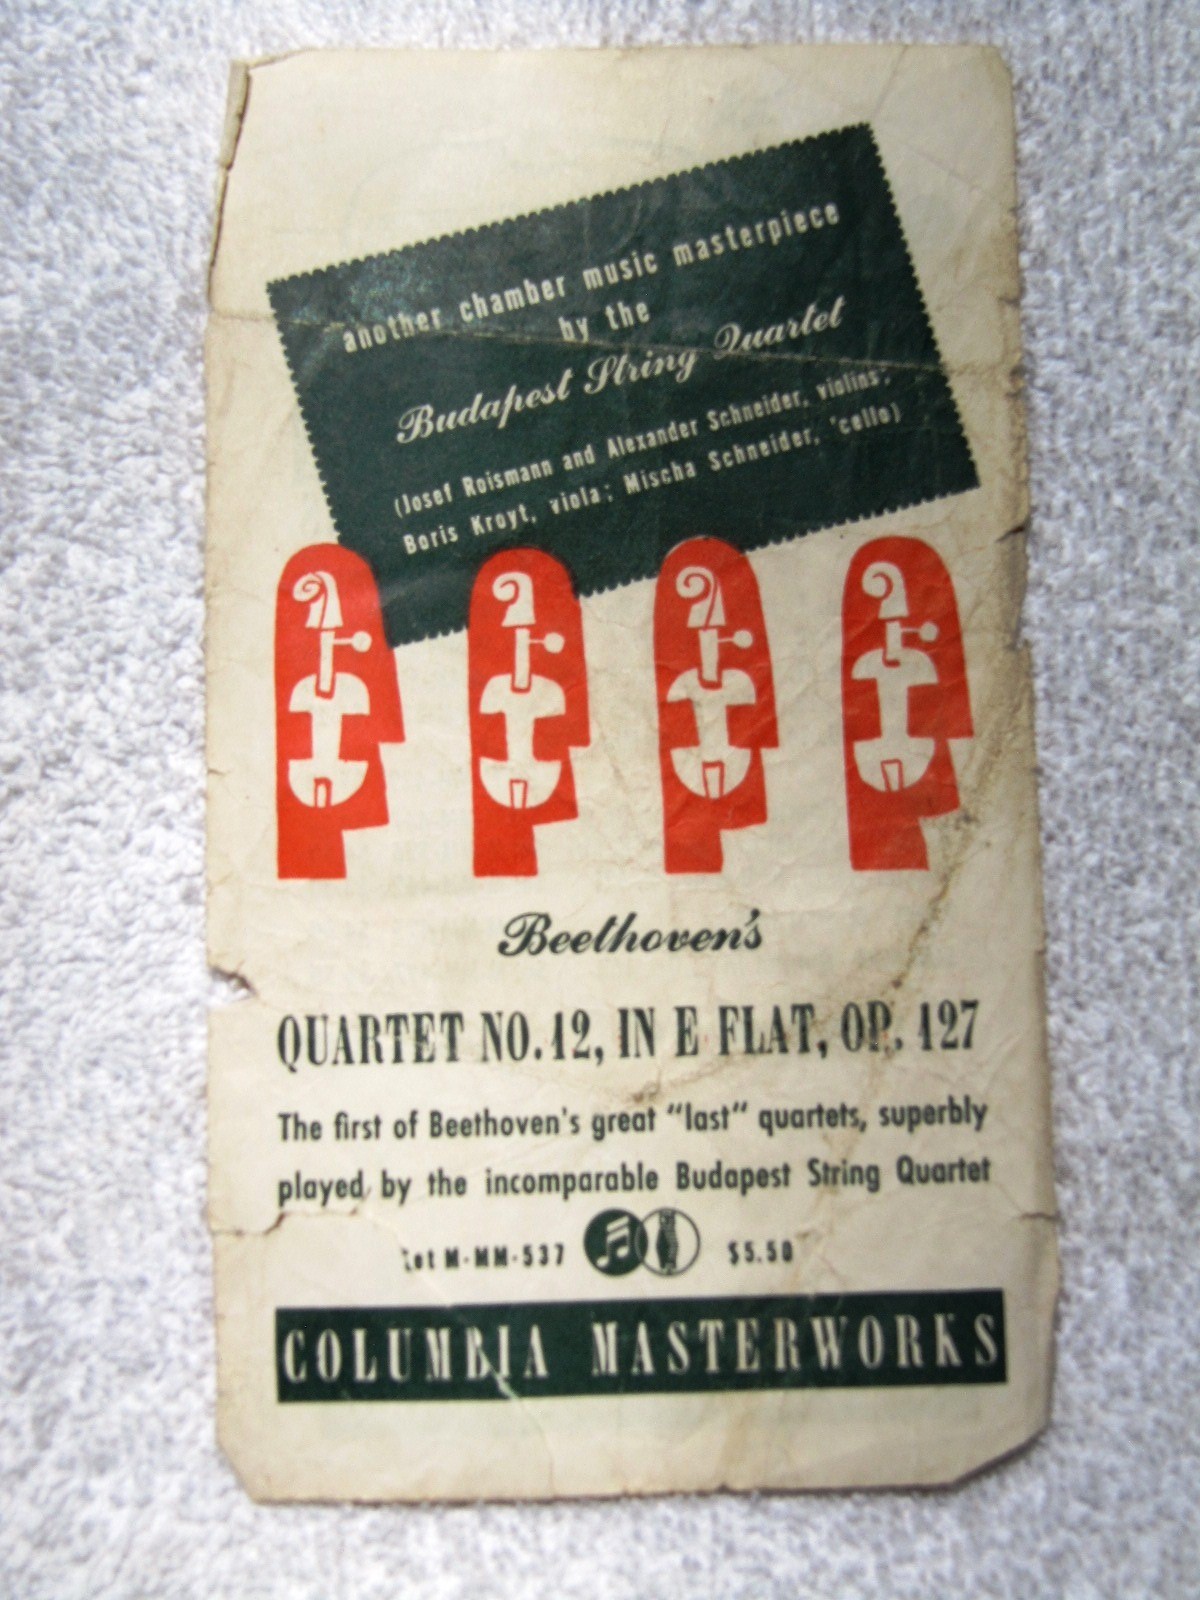 another chamber music masterpiece
by the
Budapest String Quartet
(Josef Roismann and Alexander Schneider, violins;
Boris Kroyt, viola; Mischa Schneider, 'cello)
Beethoven's
QUARTET NO. 12, IN E FLAT, OP. 127
The first of Beethoven's great "last" quartets, superbly
played by the incomparable Budapest String Quartet
Set M-MM-537 $5.50
COLUMBIA MASTERWORKS